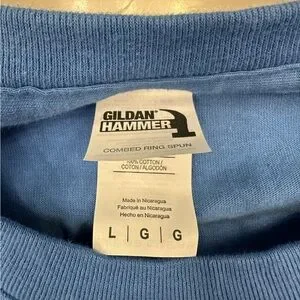 GILDAN®
HAMMER
COMBED RING SPUN
100% COTTON /
COTON / ALGODÓN
Made in Nicaragua
Fabriqué au Nicaragua
Hecho en Nicaragua
L | G | G